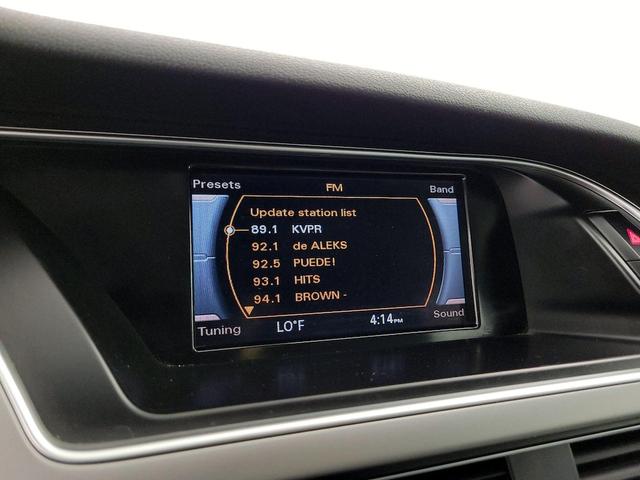 Presets FM Band
Update station list
89.1 KVPR
92.1 de ALEKS
92.5 PUEDE!
93.1 HITS
94.1 BROWN -
Tuning LO°F 4:14PM Sound